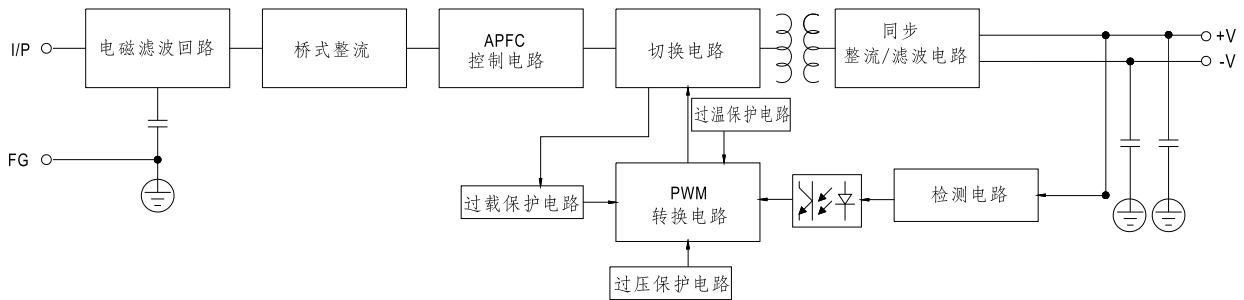 I/P
电磁滤波回路
桥式整流
APFC
控制电路
切换电路
同步
整流/滤波电路
+V
-V
过温保护电路
FG
过载保护电路
PWM
转换电路
检测电路
过压保护电路